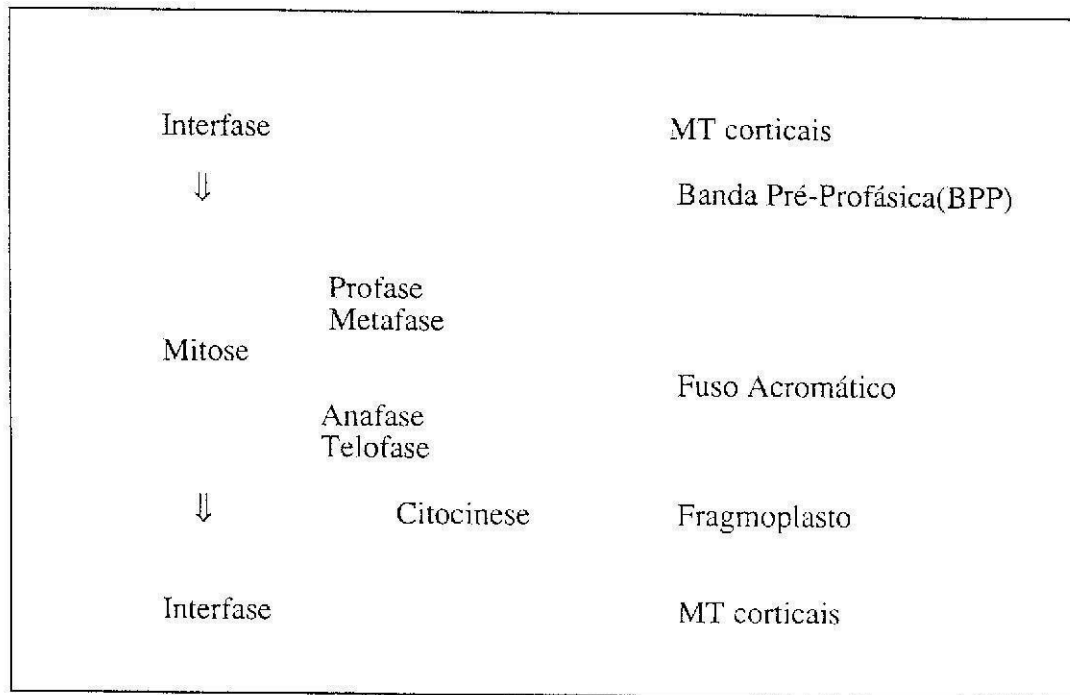 Interfase MT corticais
⇓ Banda Pré-Profásica(BPP)
Profase
Metafase
Mitose
Fuso Acromático
Anafase
Telofase
⇓ Citocinese Fragmoplasto
Interfase MT corticais